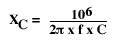 X_C = 10^6 / 2π x f x C